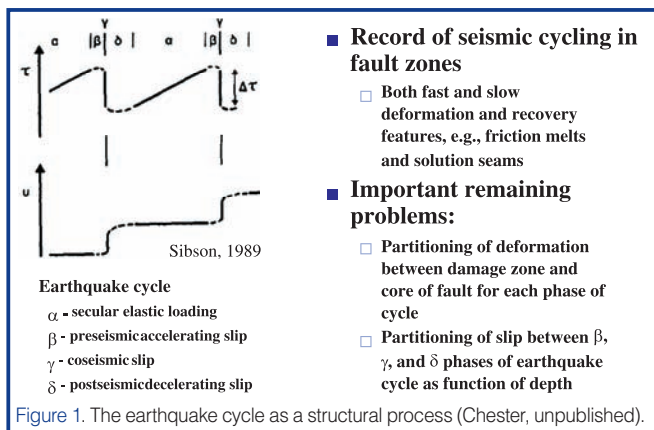 γ γ
α |β| δ | α |β| δ |
τ
Δτ
u
Sibson, 1989
Earthquake cycle
α - secular elastic loading
β - preseismic accelerating slip
γ - coseismic slip
δ - postseismic decelerating slip
Record of seismic cycling in
fault zones
Both fast and slow
deformation and recovery
features, e.g., friction melts
and solution seams
Important remaining
problems:
Partitioning of deformation
between damage zone and
core of fault for each phase of
cycle
Partitioning of slip between β,
γ, and δ phases of earthquake
cycle as function of depth
Figure 1. The earthquake cycle as a structural process (Chester, unpublished).